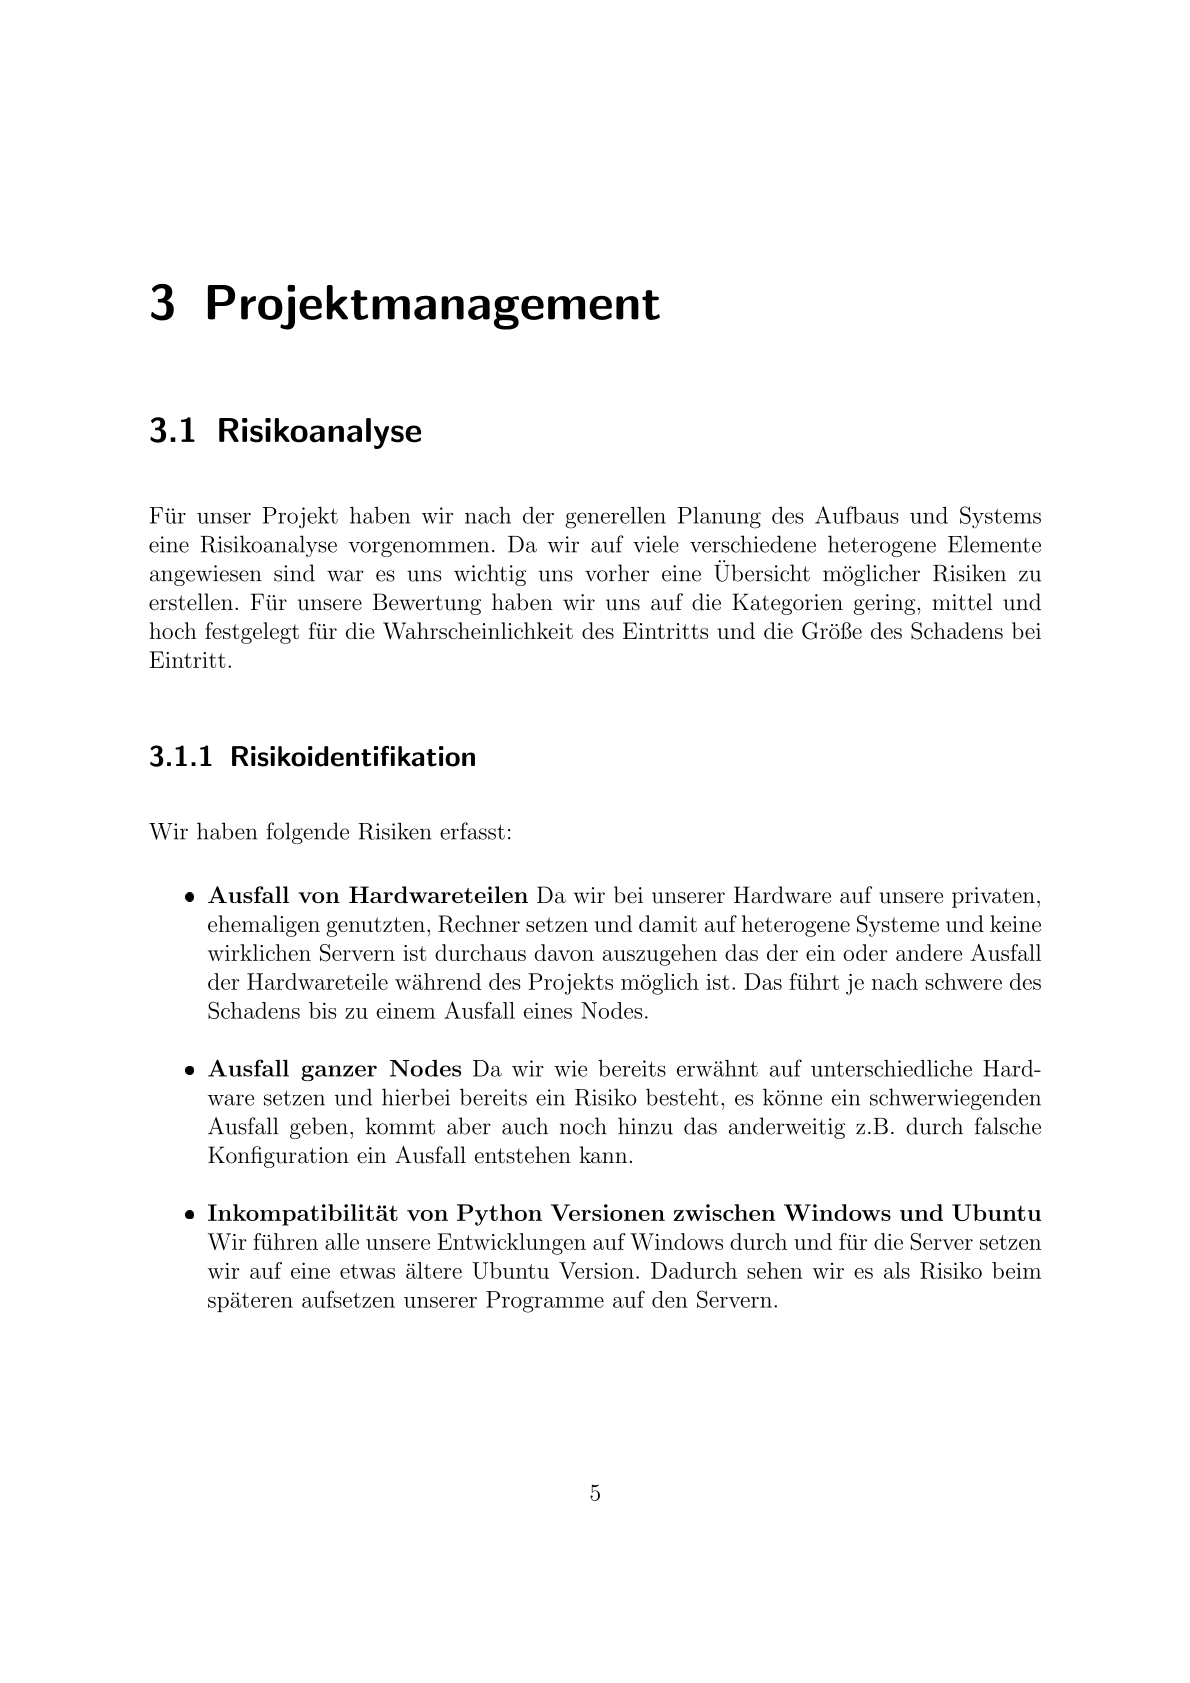 3 Projektmanagement
3.1 Risikoanalyse
Für unser Projekt haben wir nach der generellen Planung des Aufbaus und Systems
eine Risikoanalyse vorgenommen. Da wir auf viele verschiedene heterogene Elemente
angewiesen sind war es uns wichtig uns vorher eine Übersicht möglicher Risiken zu
erstellen. Für unsere Bewertung haben wir uns auf die Kategorien gering, mittel und
hoch festgelegt für die Wahrscheinlichkeit des Eintritts und die Größe des Schadens bei
Eintritt.
3.1.1 Risikoidentifikation
Wir haben folgende Risiken erfasst:
• Ausfall von Hardwareteilen Da wir bei unserer Hardware auf unsere privaten,
ehemaligen genutzten, Rechner setzen und damit auf heterogene Systeme und keine
wirklichen Servern ist durchaus davon auszugehen das der ein oder andere Ausfall
der Hardwareteile während des Projekts möglich ist. Das führt je nach schwere des
Schadens bis zu einem Ausfall eines Nodes.
• Ausfall ganzer Nodes Da wir wie bereits erwähnt auf unterschiedliche Hard-
ware setzen und hierbei bereits ein Risiko besteht, es könne ein schwerwiegenden
Ausfall geben, kommt aber auch noch hinzu das anderweitig z.B. durch falsche
Konfiguration ein Ausfall entstehen kann.
• Inkompatibilität von Python Versionen zwischen Windows und Ubuntu
Wir führen alle unsere Entwicklungen auf Windows durch und für die Server setzen
wir auf eine etwas ältere Ubuntu Version. Dadurch sehen wir es als Risiko beim
späteren aufsetzen unserer Programme auf den Servern.
5